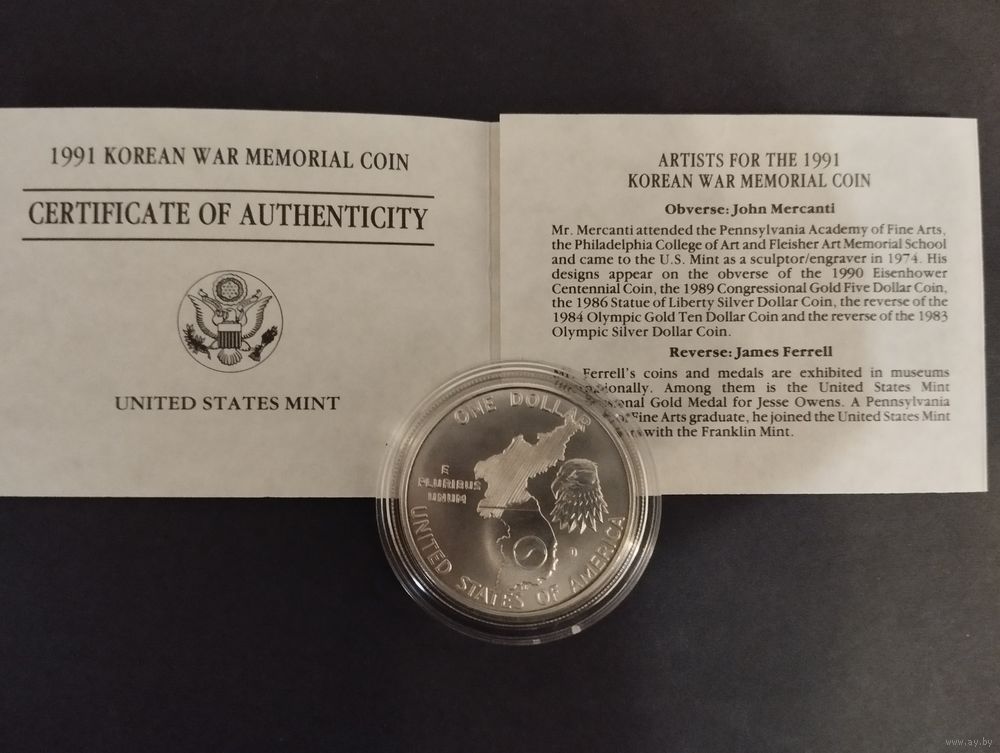 1991 KOREAN WAR MEMORIAL COIN
CERTIFICATE OF AUTHENTICITY
UNITED STATES MINT
ARTISTS FOR THE 1991
KOREAN WAR MEMORIAL COIN
Obverse: John Mercanti
Mr. Mercanti attended the Pennsylvania Academy of Fine Arts,
the Philadelphia College of Art and Fleisher Art Memorial School
and came to the U.S. Mint as a sculptor/engraver in 1974. His
designs appear on the obverse of the 1990 Eisenhower
Centennial Coin, the 1989 Congressional Gold Five Dollar Coin,
the 1986 Statue of Liberty Silver Dollar Coin, the reverse of the
1984 Olympic Gold Ten Dollar Coin and the reverse of the 1983
Olympic Silver Dollar Coin.
Reverse: James Ferrell
Mr. Ferrell's coins and medals are exhibited in museums
Among them is the United States Mint
Gold Medal for Jesse Owens. A Pennsylvania
Fine Arts graduate, he joined the United States Mint
with the Franklin Mint.
ONE DOLLAR
E
PLURIBUS
UNUM
D
UNITED STATES OF AMERICA
www.ay.by